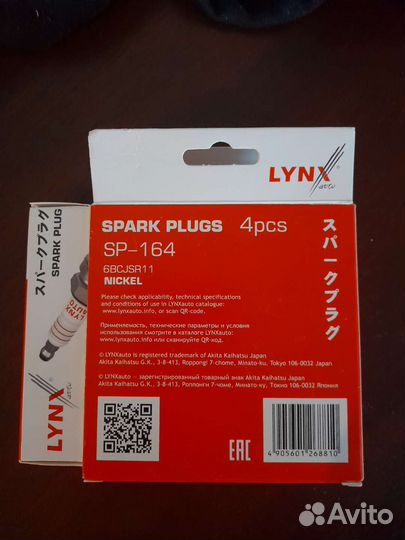 LYNX
auto
スパークプラグ
SPARK PLUG
LYNX
AUTO
LYNX
auto
SPARK PLUGS 4pcs
SP-164
6BCJSR11
NICKEL
スパークプラグ
Please check applicability, technical specifications
and conditions of use in LYNXauto catalogue:
www.lynxauto.info, or scan QR-code.
Применяемость, технические параметры и условия
использования смотрите в каталоге LYNXauto:
www.lynxauto.info или сканируйте QR-код.
© LYNXauto is registered trademark of Akita Kaihatsu Japan
Akita Kaihatsu G.K., 3-8-413, Roppongi 7-chome, Minato-ku, Tokyo 106-0032 Japan
© LYNXauto – зарегистрированный товарный знак Akita Kaihatsu Japan
Akita Kaihatsu G.K., 3-8-413, Роппонги 7-чоме, Минато-ку, Токио 106-0032 Япония
EAC
4 905601 268810
Avito